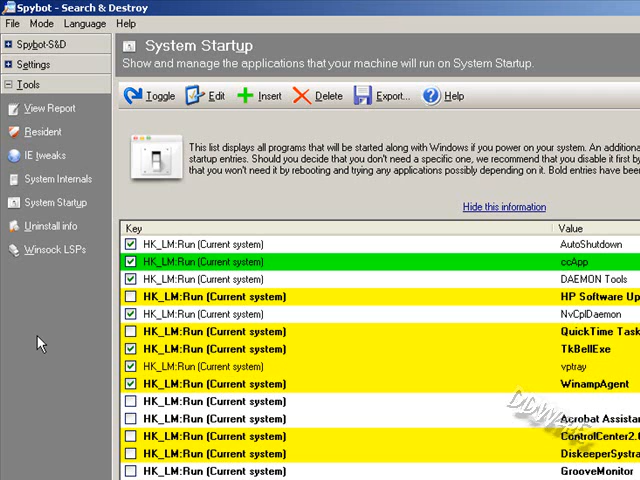 Spybot - Search & Destroy
File Mode Language Help
Spybot-S&D
Settings
Tools
View Report
Resident
IE tweaks
System Internals
System Startup
Uninstall info
Winsock LSPs
System Startup
Show and manage the applications that your machine will run on System Startup.
Toggle Edit Insert Delete Export... Help
This list displays all programs that will be started along with Windows if you power on your system. An additiona
startup entries. Should you decide that you don't need a specific one, we recommend that you disable it first by
that you won't need it by rebooting and trying any applications possibly depending on it. Bold entries have been
Hide this information
Key Value
HK_LM:Run (Current system) AutoShutdown
HK_LM:Run (Current system) ccApp
HK_LM:Run (Current system) DAEMON Tools
HK_LM:Run (Current system) HP Software Up
HK_LM:Run (Current system) NvCplDaemon
HK_LM:Run (Current system) QuickTime Task
HK_LM:Run (Current system) TkBellExe
HK_LM:Run (Current system) vptray
HK_LM:Run (Current system) WinampAgent
HK_LM:Run (Current system)
HK_LM:Run (Current system) Acrobat Assista
HK_LM:Run (Current system) ControlCenter2.0
HK_LM:Run (Current system) DiskeeperSystra
HK_LM:Run (Current system) GrooveMonitor